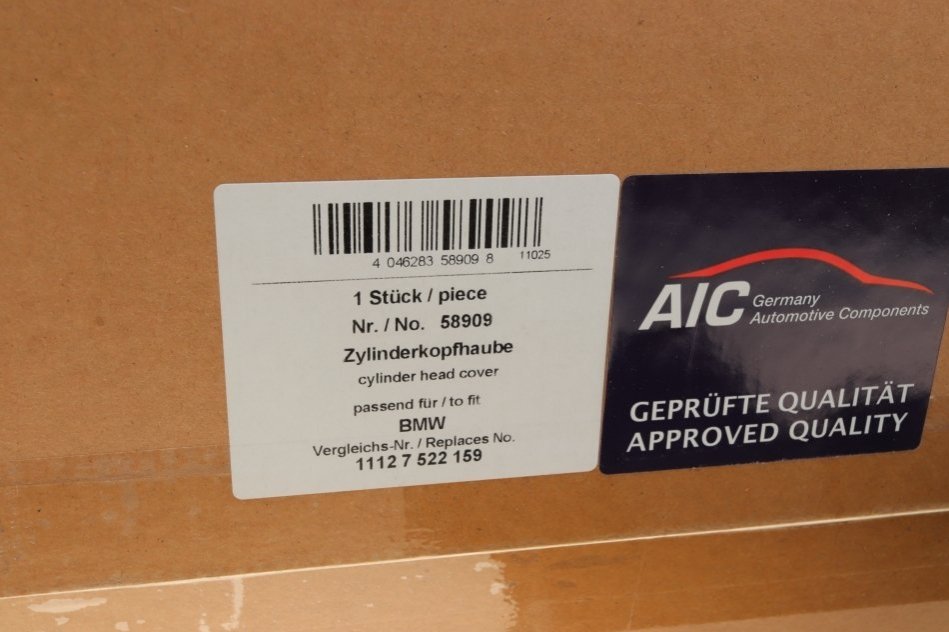 4 046283 58909 8 11025
1 Stück / piece
Nr. / No. 58909
Zylinderkopfhaube
cylinder head cover
passend für / to fit
BMW
Vergleichs-Nr. / Replaces No.
1112 7 522 159
AIC Germany
Automotive Components
GEPRÜFTE QUALITÄT
APPROVED QUALITY